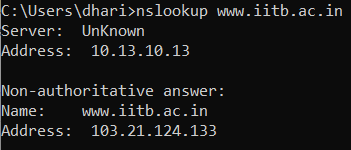 C:\Users\dhari>nslookup www.iitb.ac.in
Server:  UnKnown
Address:  10.13.10.13

Non-authoritative answer:
Name:    www.iitb.ac.in
Address:  103.21.124.133